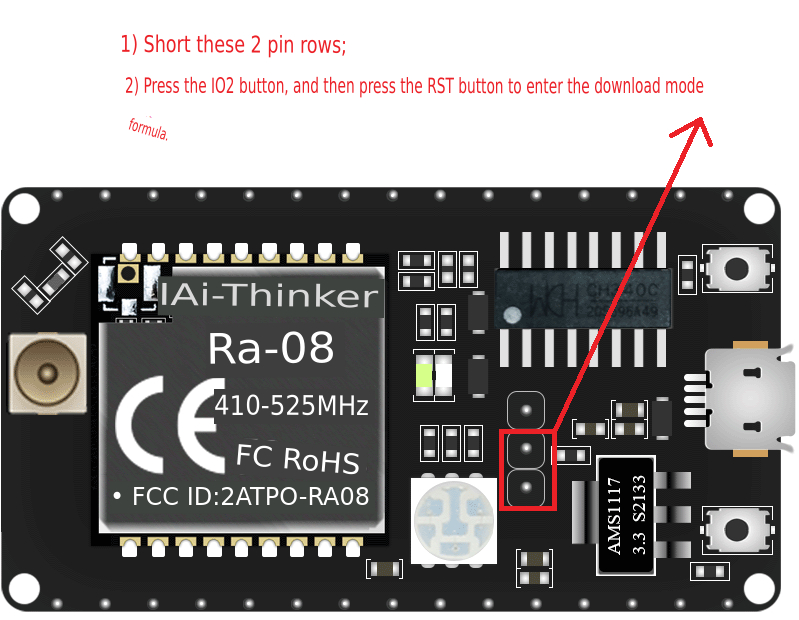 1) Short these 2 pin rows;
2) Press the IO2 button, and then press the RST button to enter the download mode
formula.
IAi-Thinker
Ra-08
410-525MHz
FC RoHS
• FCC ID:2ATPO-RA08
WCH
CH340C
AMS1117
3.3 S2133